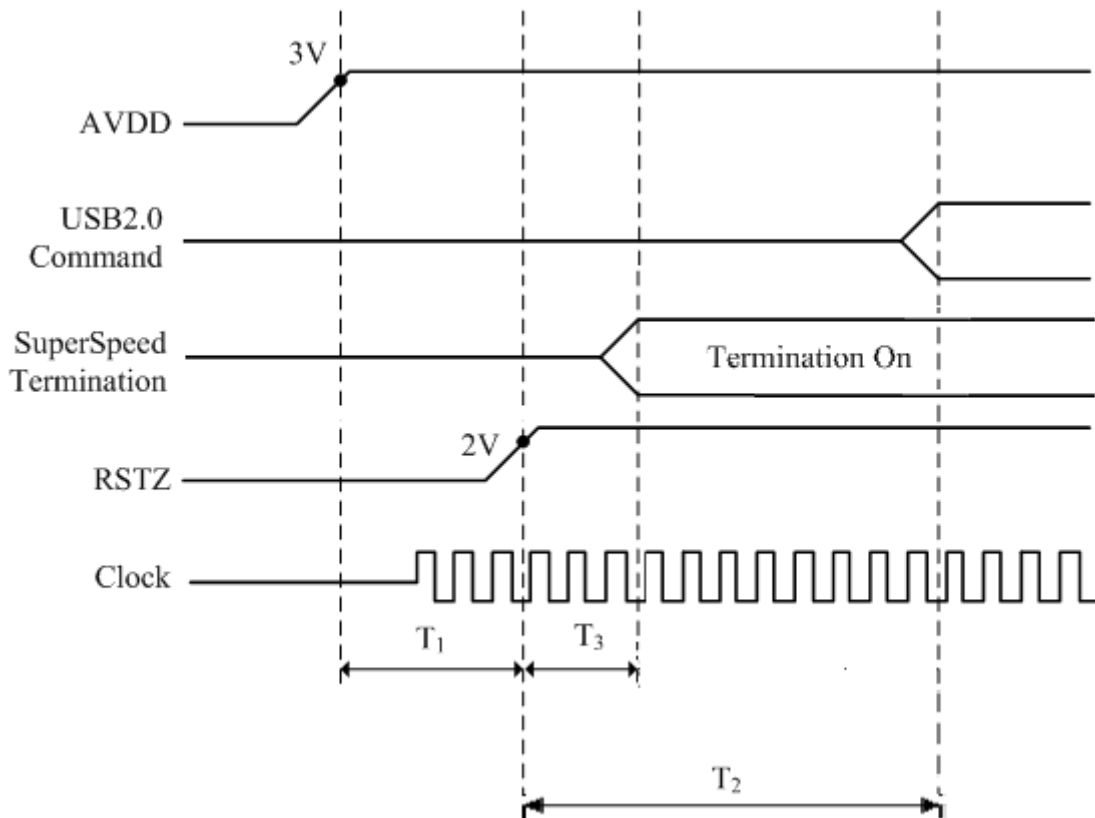 3V
AVDD
USB2.0
Command
SuperSpeed
Termination
Termination On
2V
RSTZ
Clock
T₁
T₃
T₂